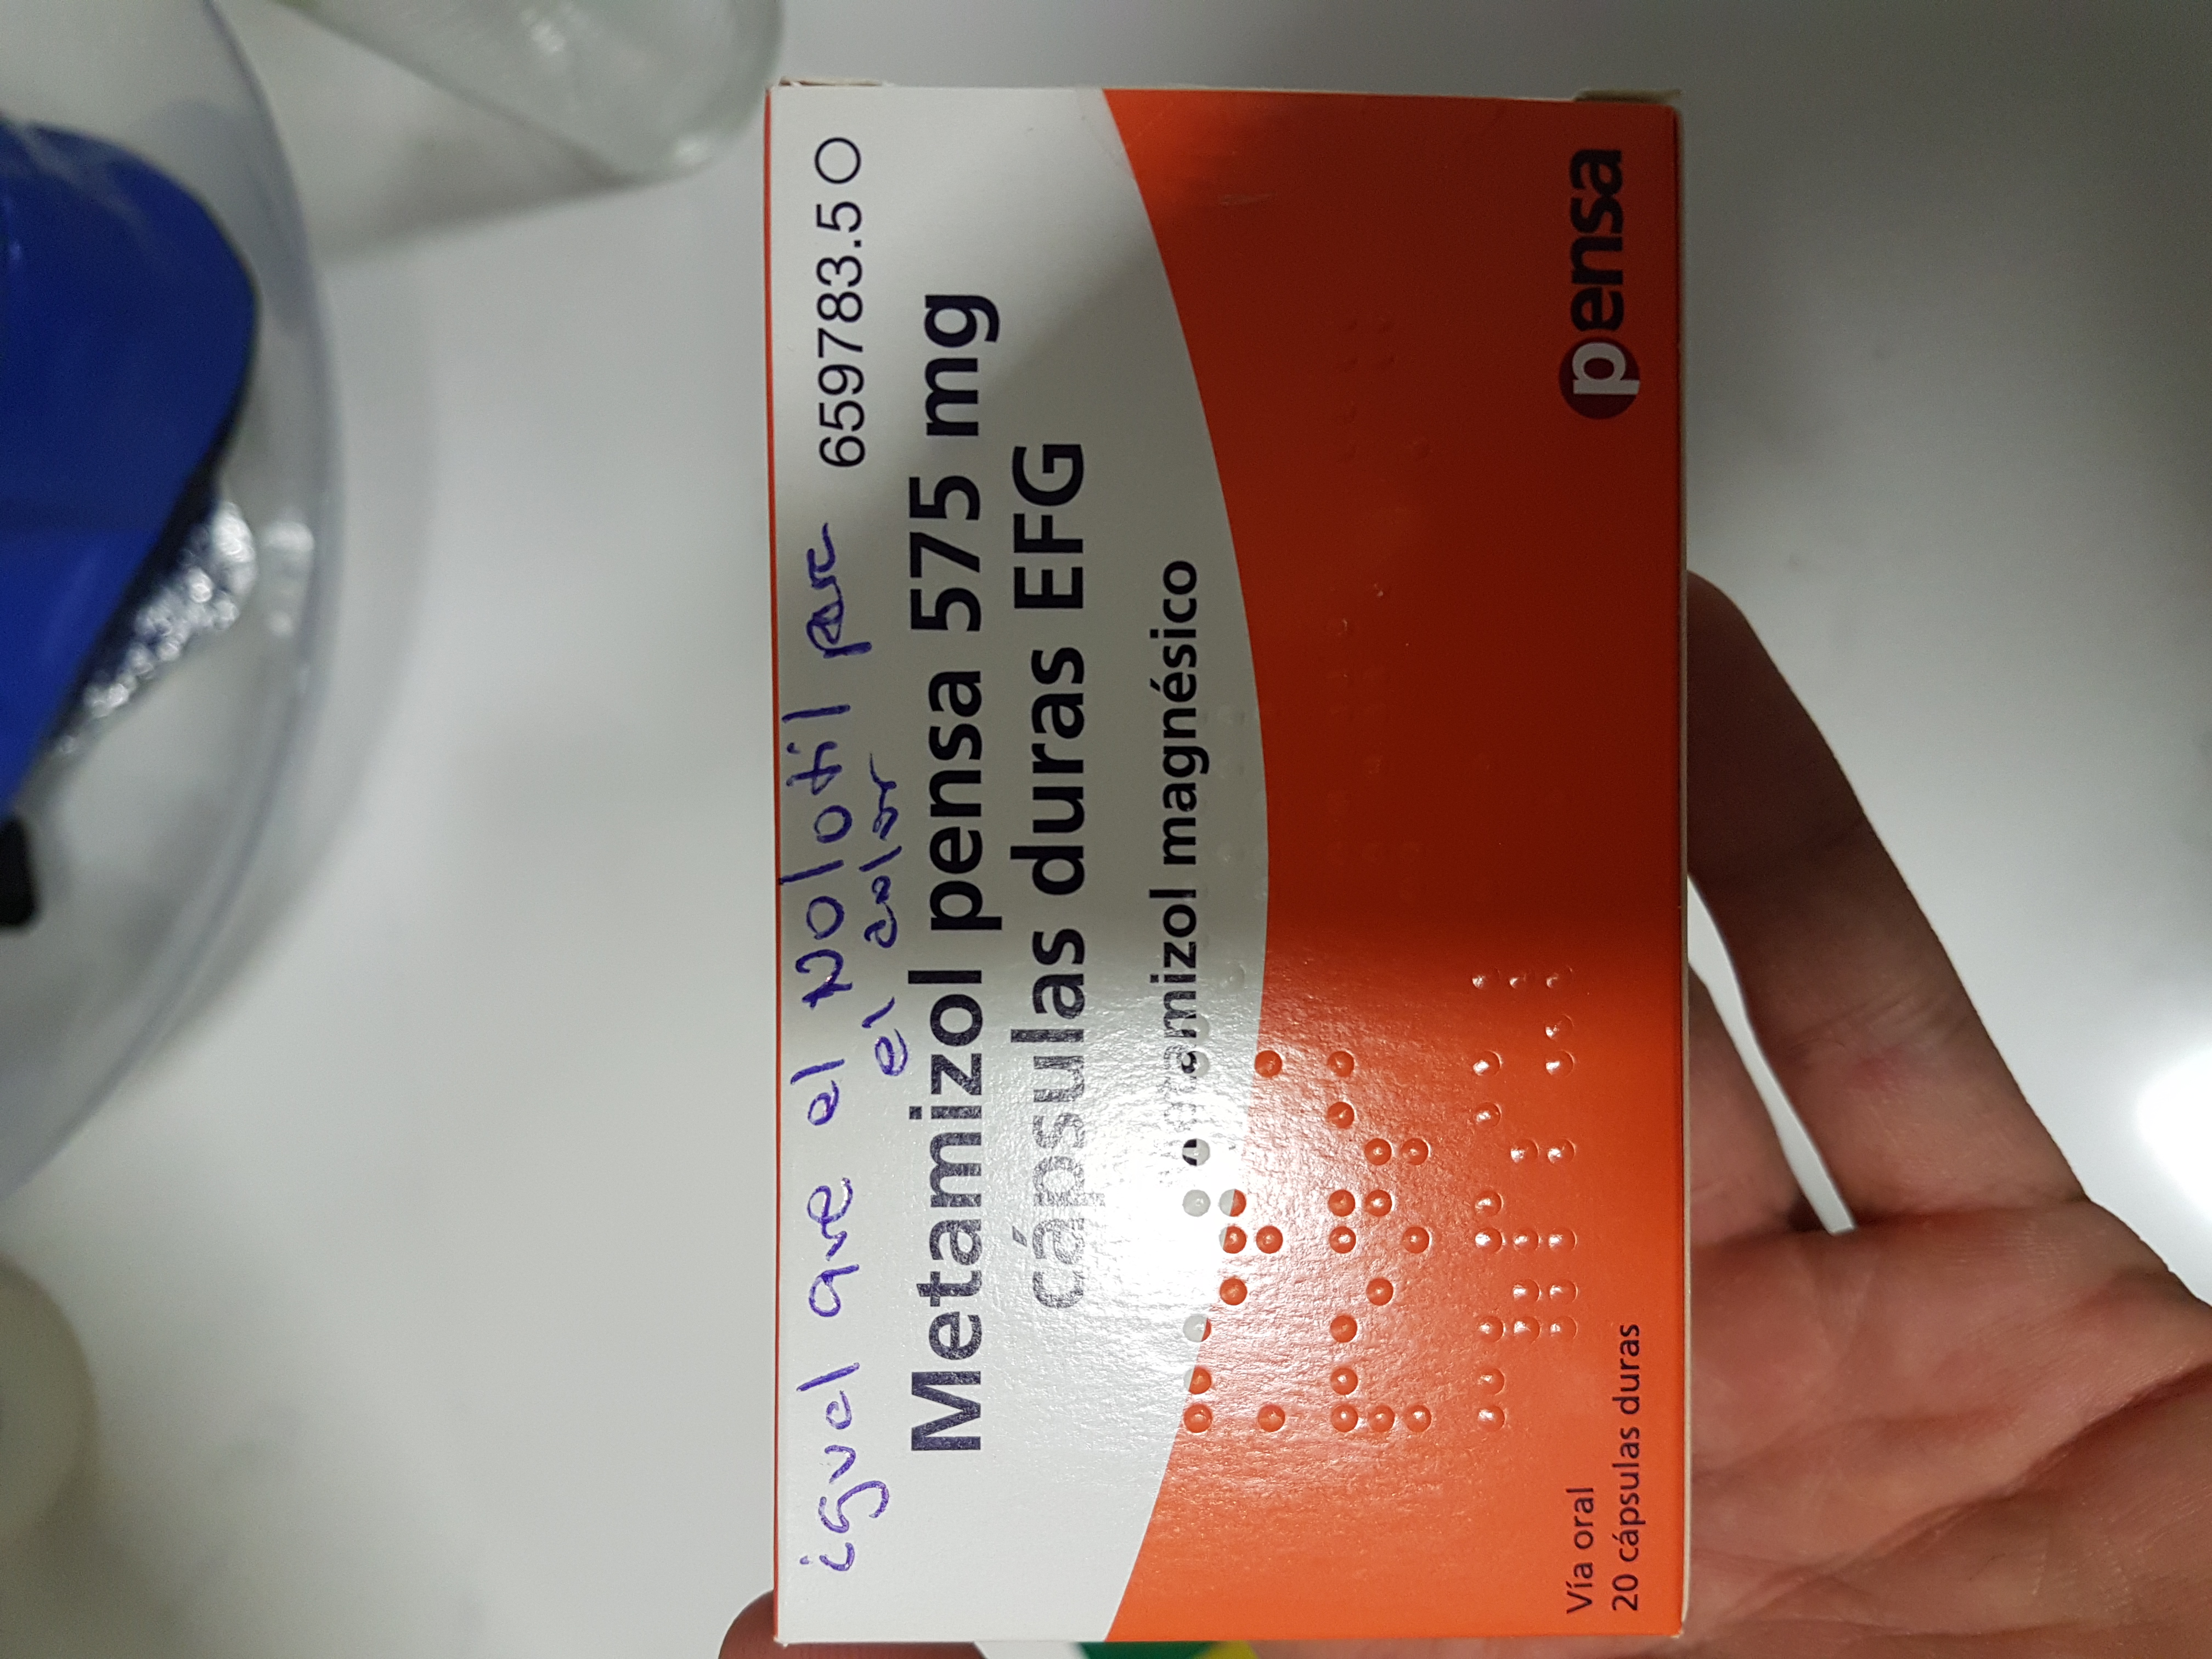 igual que el Nolotil para
el color
659783.5
Metamizol pensa 575 mg
cápsulas duras EFG
Metamizol magnésico
Vía oral
20 cápsulas duras
pensa